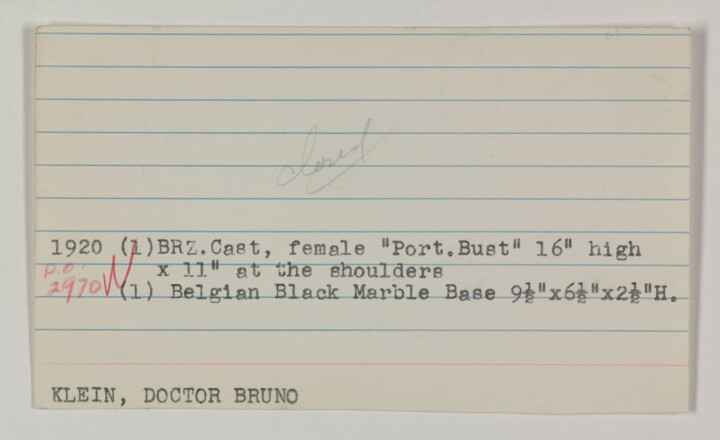 closed
1920 (1)BRZ.Cast, female "Port.Bust" 16" high
P.O. x 11" at the shoulders
2970 (1) Belgian Black Marble Base 9½"x6½"x2½"H.
KLEIN, DOCTOR BRUNO